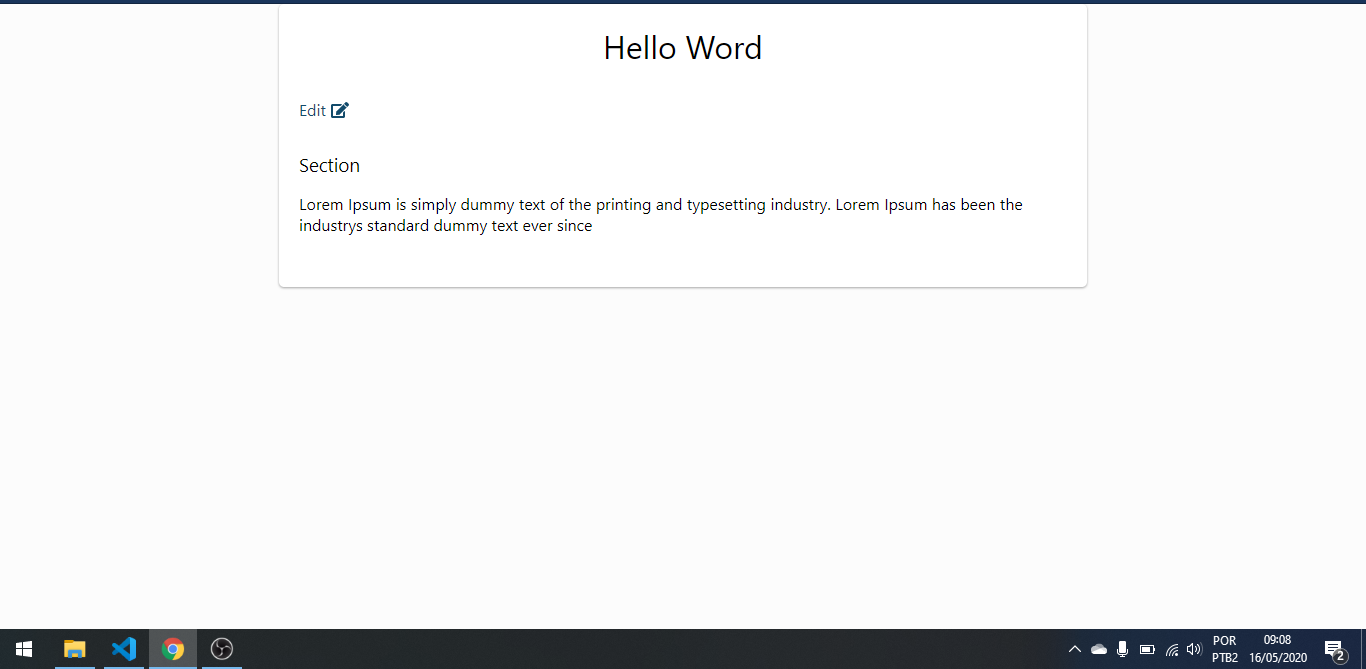 Hello Word
Edit
Section
Lorem Ipsum is simply dummy text of the printing and typesetting industry. Lorem Ipsum has been the
industrys standard dummy text ever since
POR
09:08
PTB2
16/05/2020
2